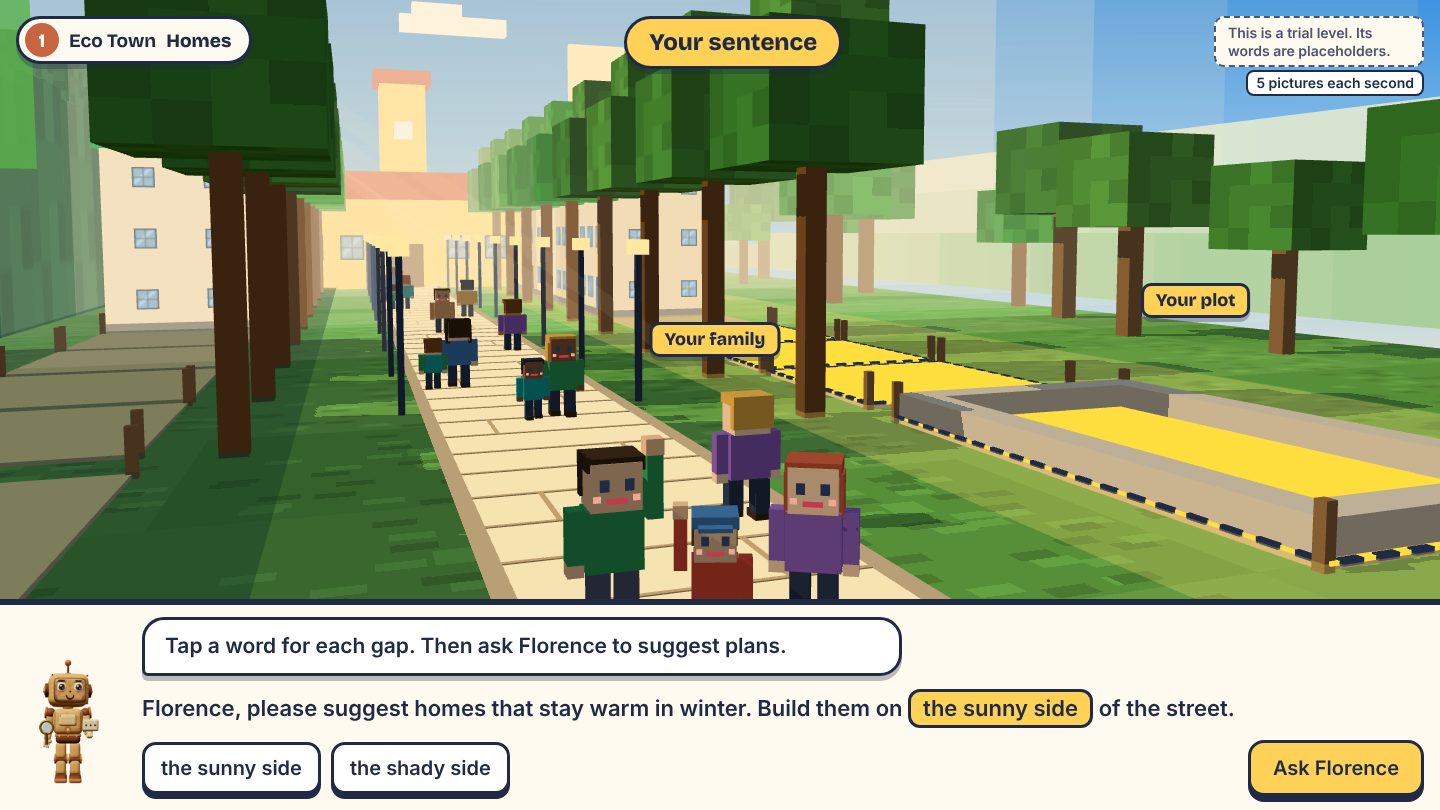 1 Eco Town Homes
Your sentence
This is a trial level. Its
words are placeholders.
5 pictures each second
Your plot
Your family
Tap a word for each gap. Then ask Florence to suggest plans.
Florence, please suggest homes that stay warm in winter. Build them on the sunny side of the street.
the sunny side
the shady side
Ask Florence